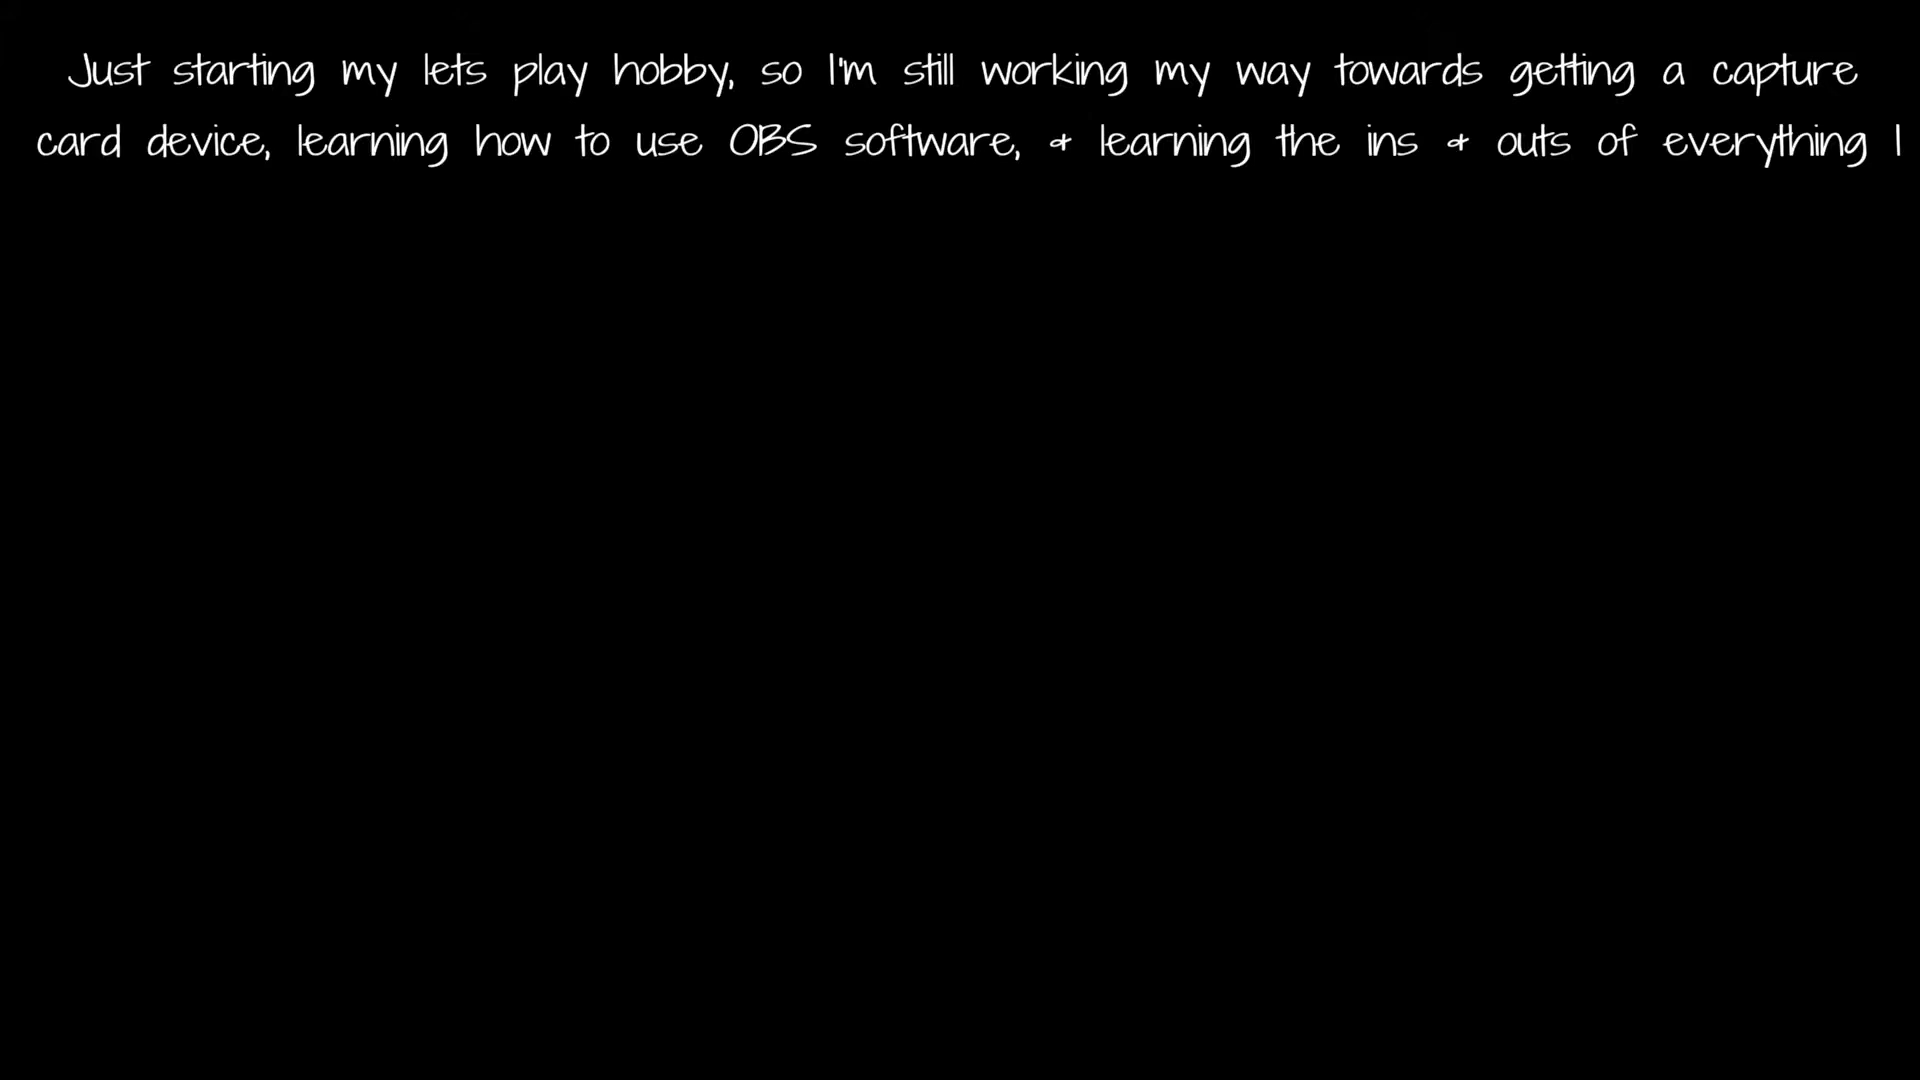 Just starting my lets play hobby, so I'm still working my way towards getting a capture
card device, learning how to use OBS software, & learning the ins & outs of everything I